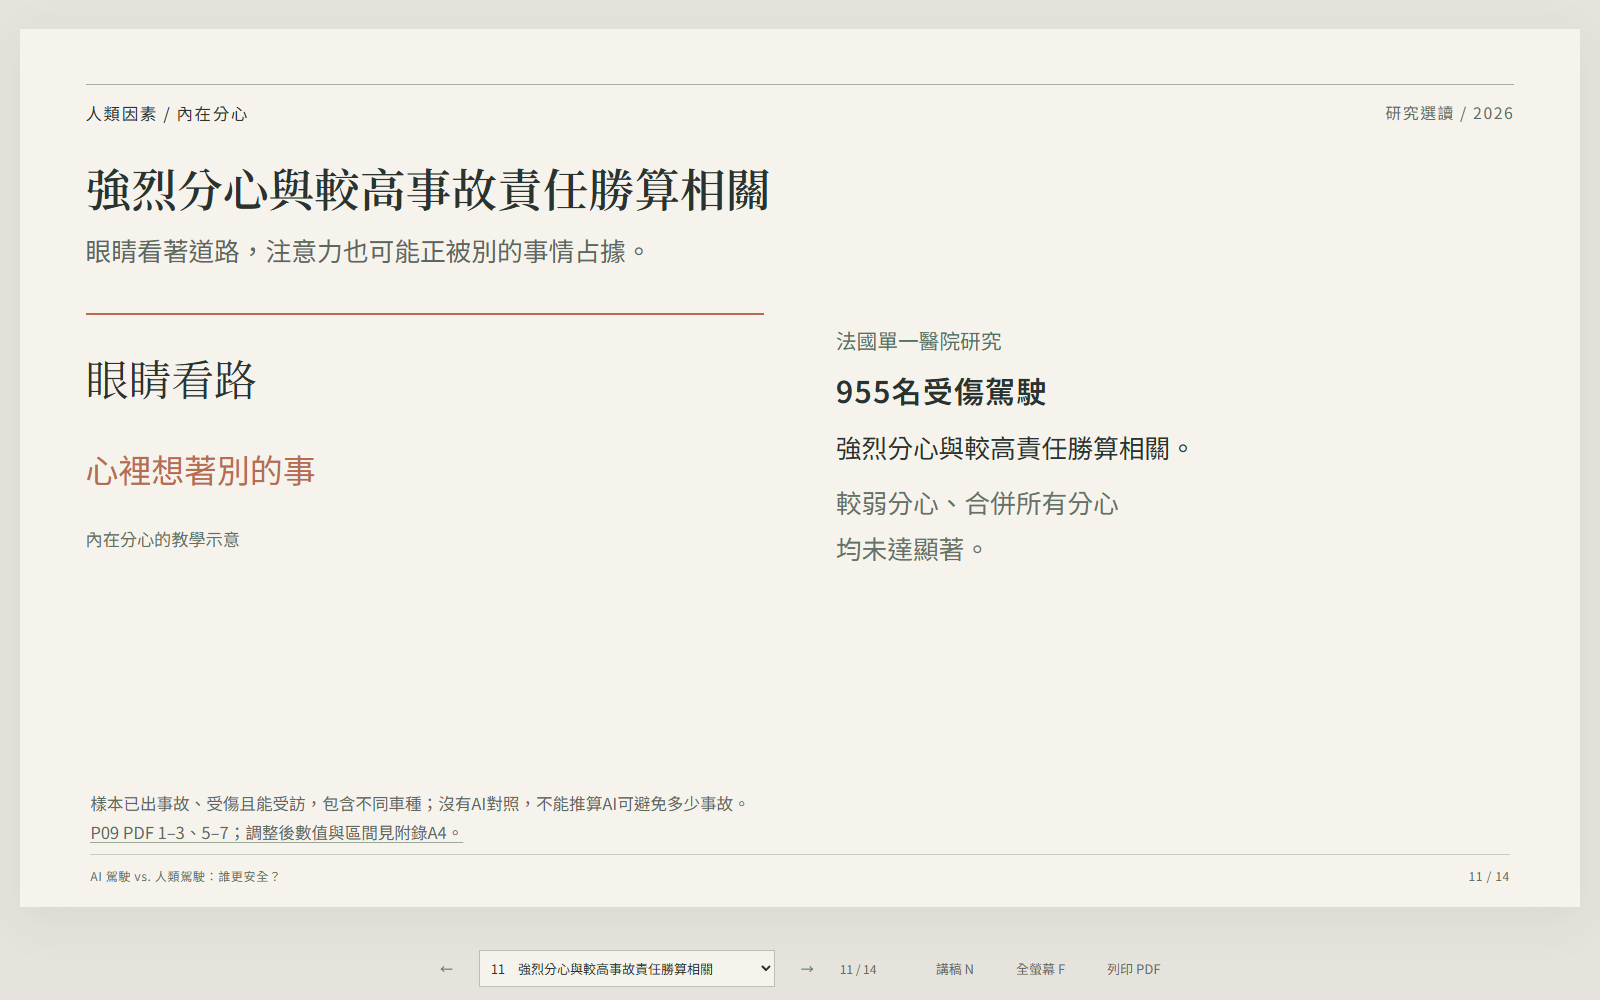 人類因素 / 內在分心
研究選讀 / 2026
強烈分心與較高事故責任勝算相關
眼睛看著道路，注意力也可能正被別的事情占據。
眼睛看路
心裡想著別的事
內在分心的教學示意
法國單一醫院研究
955名受傷駕駛
強烈分心與較高責任勝算相關。
較弱分心、合併所有分心
均未達顯著。
樣本已出事故、受傷且能受訪，包含不同車種；沒有AI對照，不能推算AI可避免多少事故。
P09 PDF 1–3、5–7；調整後數值與區間見附錄A4。
AI 駕駛 vs. 人類駕駛：誰更安全？
11 / 14
← 11 強烈分心與較高事故責任勝算相關 → 11 / 14 講稿 N 全螢幕 F 列印 PDF